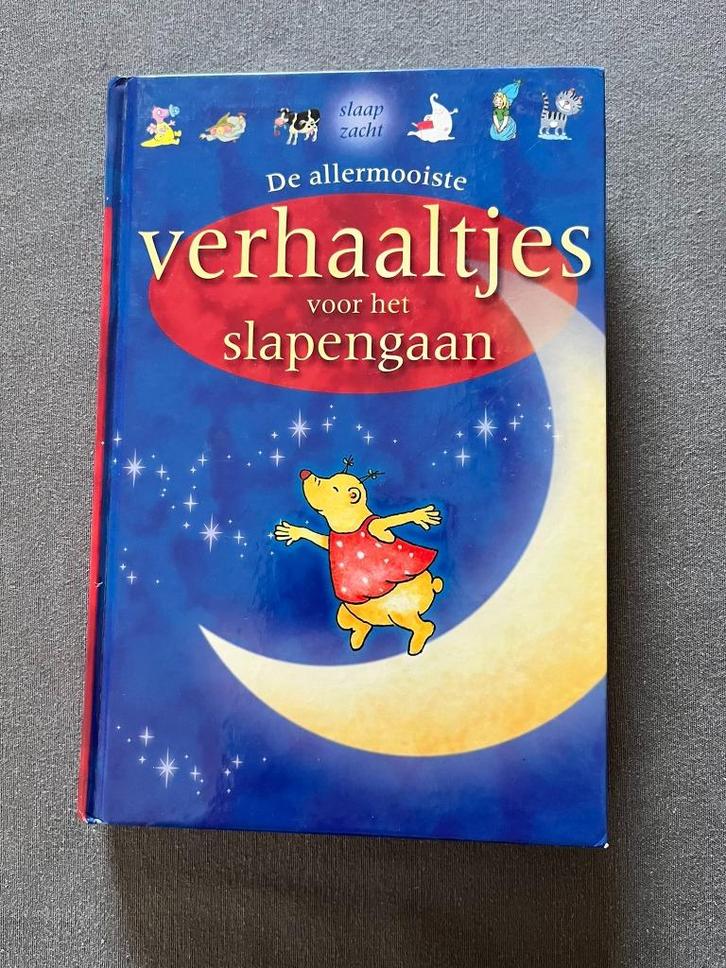 slaap
zacht
De allermooiste
verhaaltjes
voor het
slapengaan